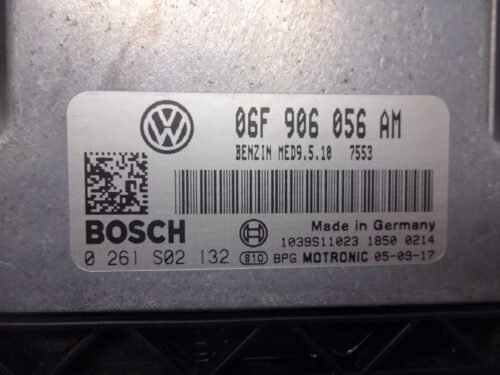 06F 906 056 AM
BENZIN MED9.5.10 7553
Made in Germany
BOSCH
1039S11023 1850 0214
0 261 S02 132 810 BPG MOTRONIC 05-09-17